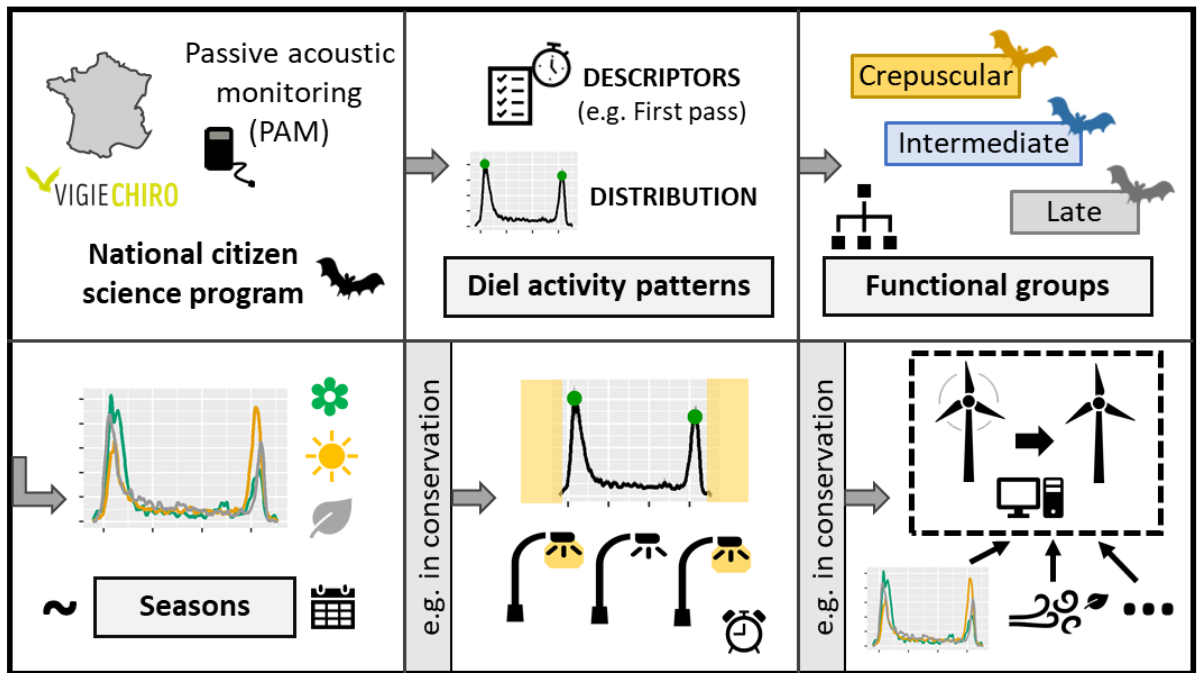 Passive acoustic
monitoring
(PAM)
VIGIECHIRO
National citizen
science program
DESCRIPTORS
(e.g. First pass)
DISTRIBUTION
Diel activity patterns
Crepuscular
Intermediate
Late
Functional groups
~ Seasons
e.g. in conservation
e.g. in conservation